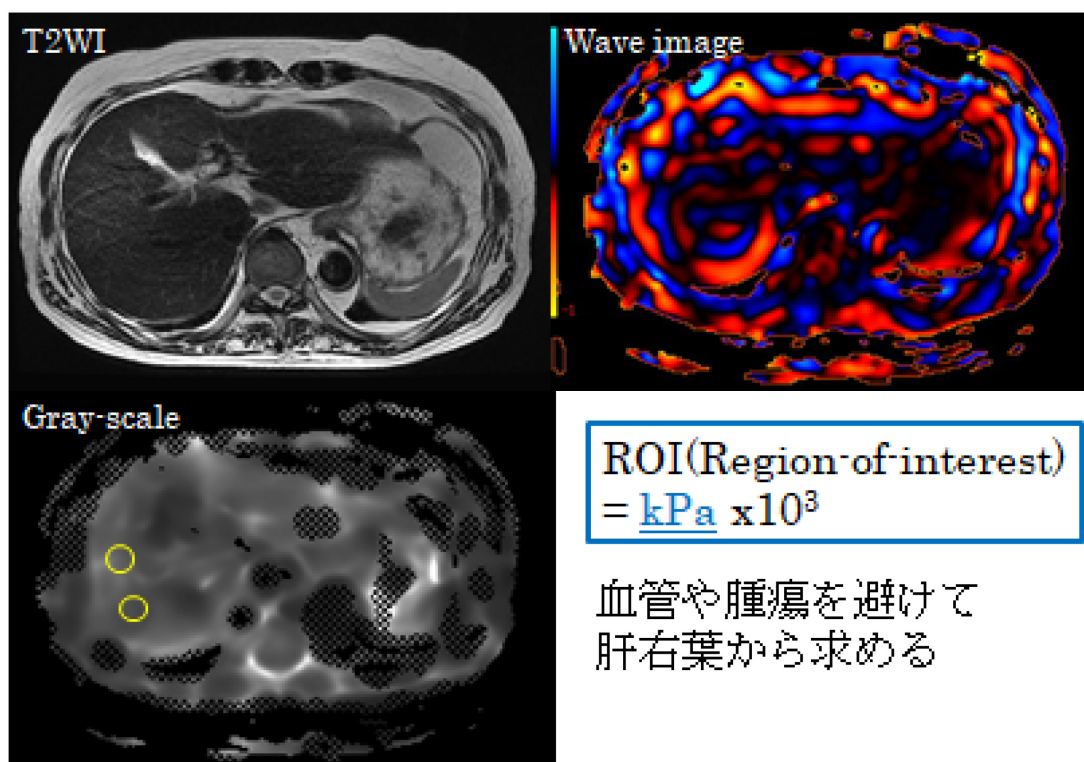 T2WI
Wave image
-1
Gray-scale
ROI(Region-of-interest)
= kPa x10³
血管や腫瘍を避けて
肝右葉から求める